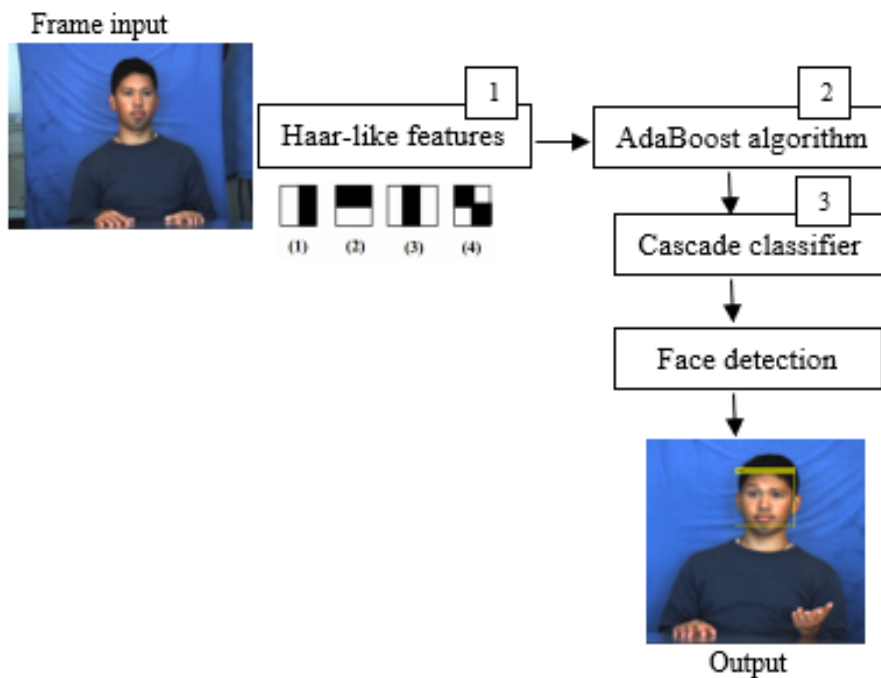 Frame input
1
Haar-like features
2
AdaBoost algorithm
(1) (2) (3) (4)
3
Cascade classifier
Face detection
Output